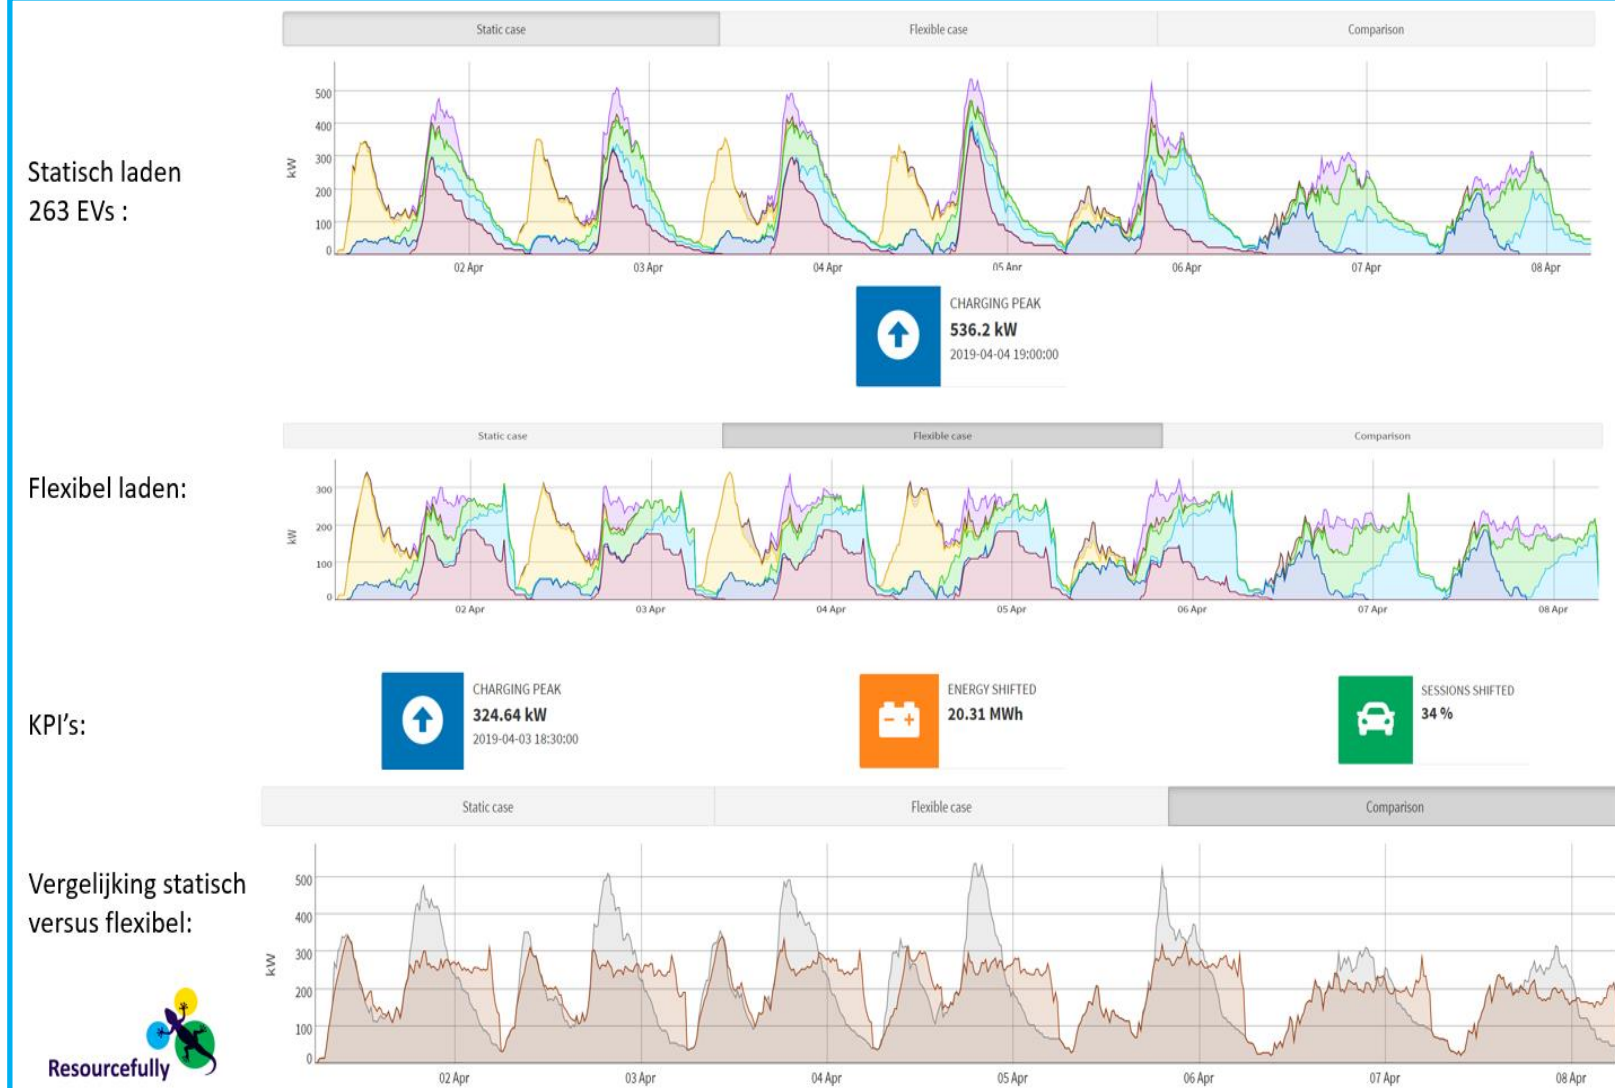 Static case Flexible case Comparison
Statisch laden
263 EVs :
kW
500
400
300
200
100
0
02 Apr 03 Apr 04 Apr 05 Apr 06 Apr 07 Apr 08 Apr
CHARGING PEAK
536.2 kW
2019-04-04 19:00:00
Static case Flexible case Comparison
Flexibel laden:
kW
300
200
100
0
02 Apr 03 Apr 04 Apr 05 Apr 06 Apr 07 Apr 08 Apr
KPI's:
CHARGING PEAK
324.64 kW
2019-04-03 18:30:00
ENERGY SHIFTED
20.31 MWh
SESSIONS SHIFTED
34 %
Static case Flexible case Comparison
Vergelijking statisch
versus flexibel:
kW
500
400
300
200
100
0
02 Apr 03 Apr 04 Apr 05 Apr 06 Apr 07 Apr 08 Apr
Resourcefully